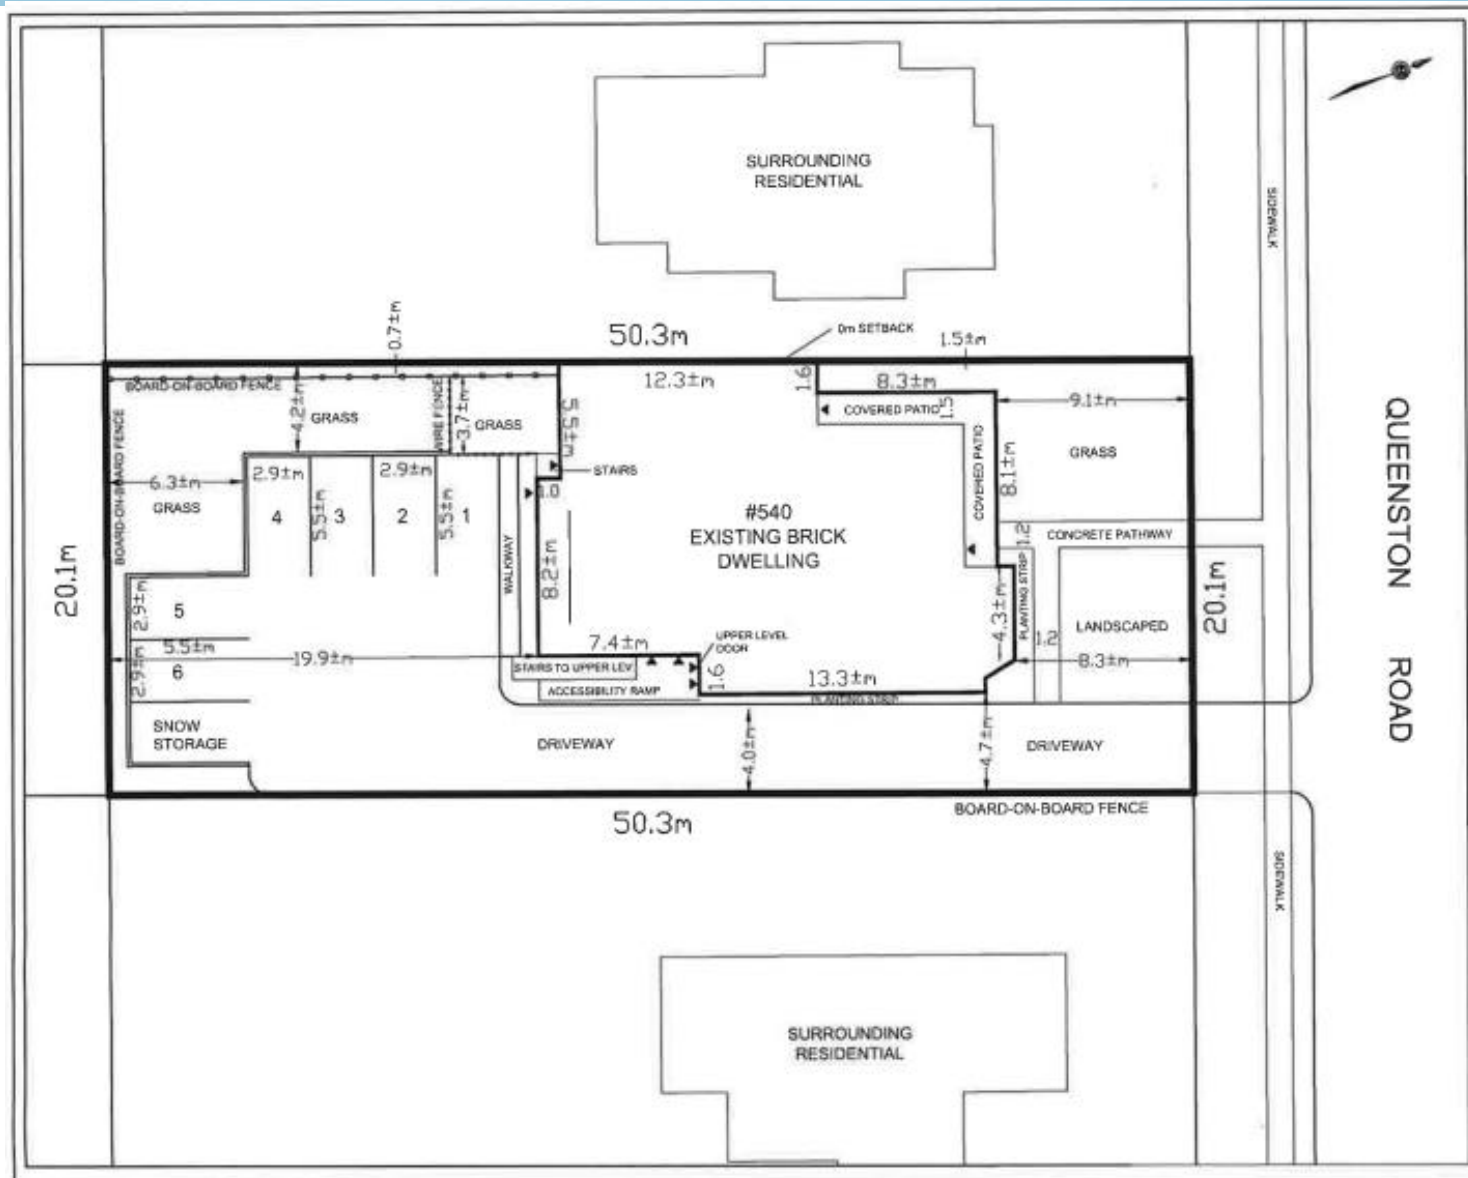 SURROUNDING
RESIDENTIAL
SIDEWALK
0.7±m
50.3m
0m SETBACK
1.5±m
BOARD-ON-BOARD FENCE
12.3±m
1.6
8.3±m
9.1±m
4.2±m
GRASS
WIRE FENCE
3.7±m
GRASS
5.5±m
COVERED PATIO
1.5
BOARD-ON-BOARD FENCE
6.3±m
GRASS
2.9±m
2.9±m
STAIRS
1.0
COVERED PATIO
8.1±m
GRASS
QUEENSTON ROAD
4
5.5±m
3
2
5.5±m
1
#540
EXISTING BRICK
DWELLING
1.2
CONCRETE PATHWAY
WALKWAY
8.2±m
20.1m
2.9±m
5
4.3±m
PLANTING STRIP
1.2
LANDSCAPED
20.1m
5.5±m
19.9±m
7.4±m
UPPER LEVEL
DOOR
8.3±m
2.9±m
6
STAIRS TO UPPER LEV
ACCESSIBILITY RAMP
1.6
13.3±m
PLANTING STRIP
SNOW
STORAGE
DRIVEWAY
4.0±m
4.7±m
DRIVEWAY
50.3m
BOARD-ON-BOARD FENCE
SIDEWALK
SURROUNDING
RESIDENTIAL